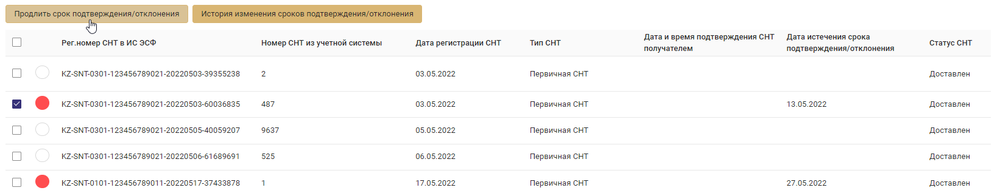 Продлить срок подтверждения/отклонения История изменения сроков подтверждения/отклонения
Рег.номер СНТ в ИС ЭСФ Номер СНТ из учетной системы Дата регистрации СНТ Тип СНТ Дата и время подтверждения СНТ получателем Дата истечения срока подтверждения/отклонения Статус СНТ
KZ-SNT-0301-123456789021-20220503-39355238 2 03.05.2022 Первичная СНТ Доставлен
KZ-SNT-0301-123456789021-20220503-60036835 487 03.05.2022 Первичная СНТ 13.05.2022 Доставлен
KZ-SNT-0301-123456789021-20220505-40059207 9637 05.05.2022 Первичная СНТ Доставлен
KZ-SNT-0301-123456789021-20220506-61689691 525 06.05.2022 Первичная СНТ Доставлен
KZ-SNT-0101-123456789011-20220517-37433878 1 17.05.2022 Первичная СНТ 27.05.2022 Доставлен